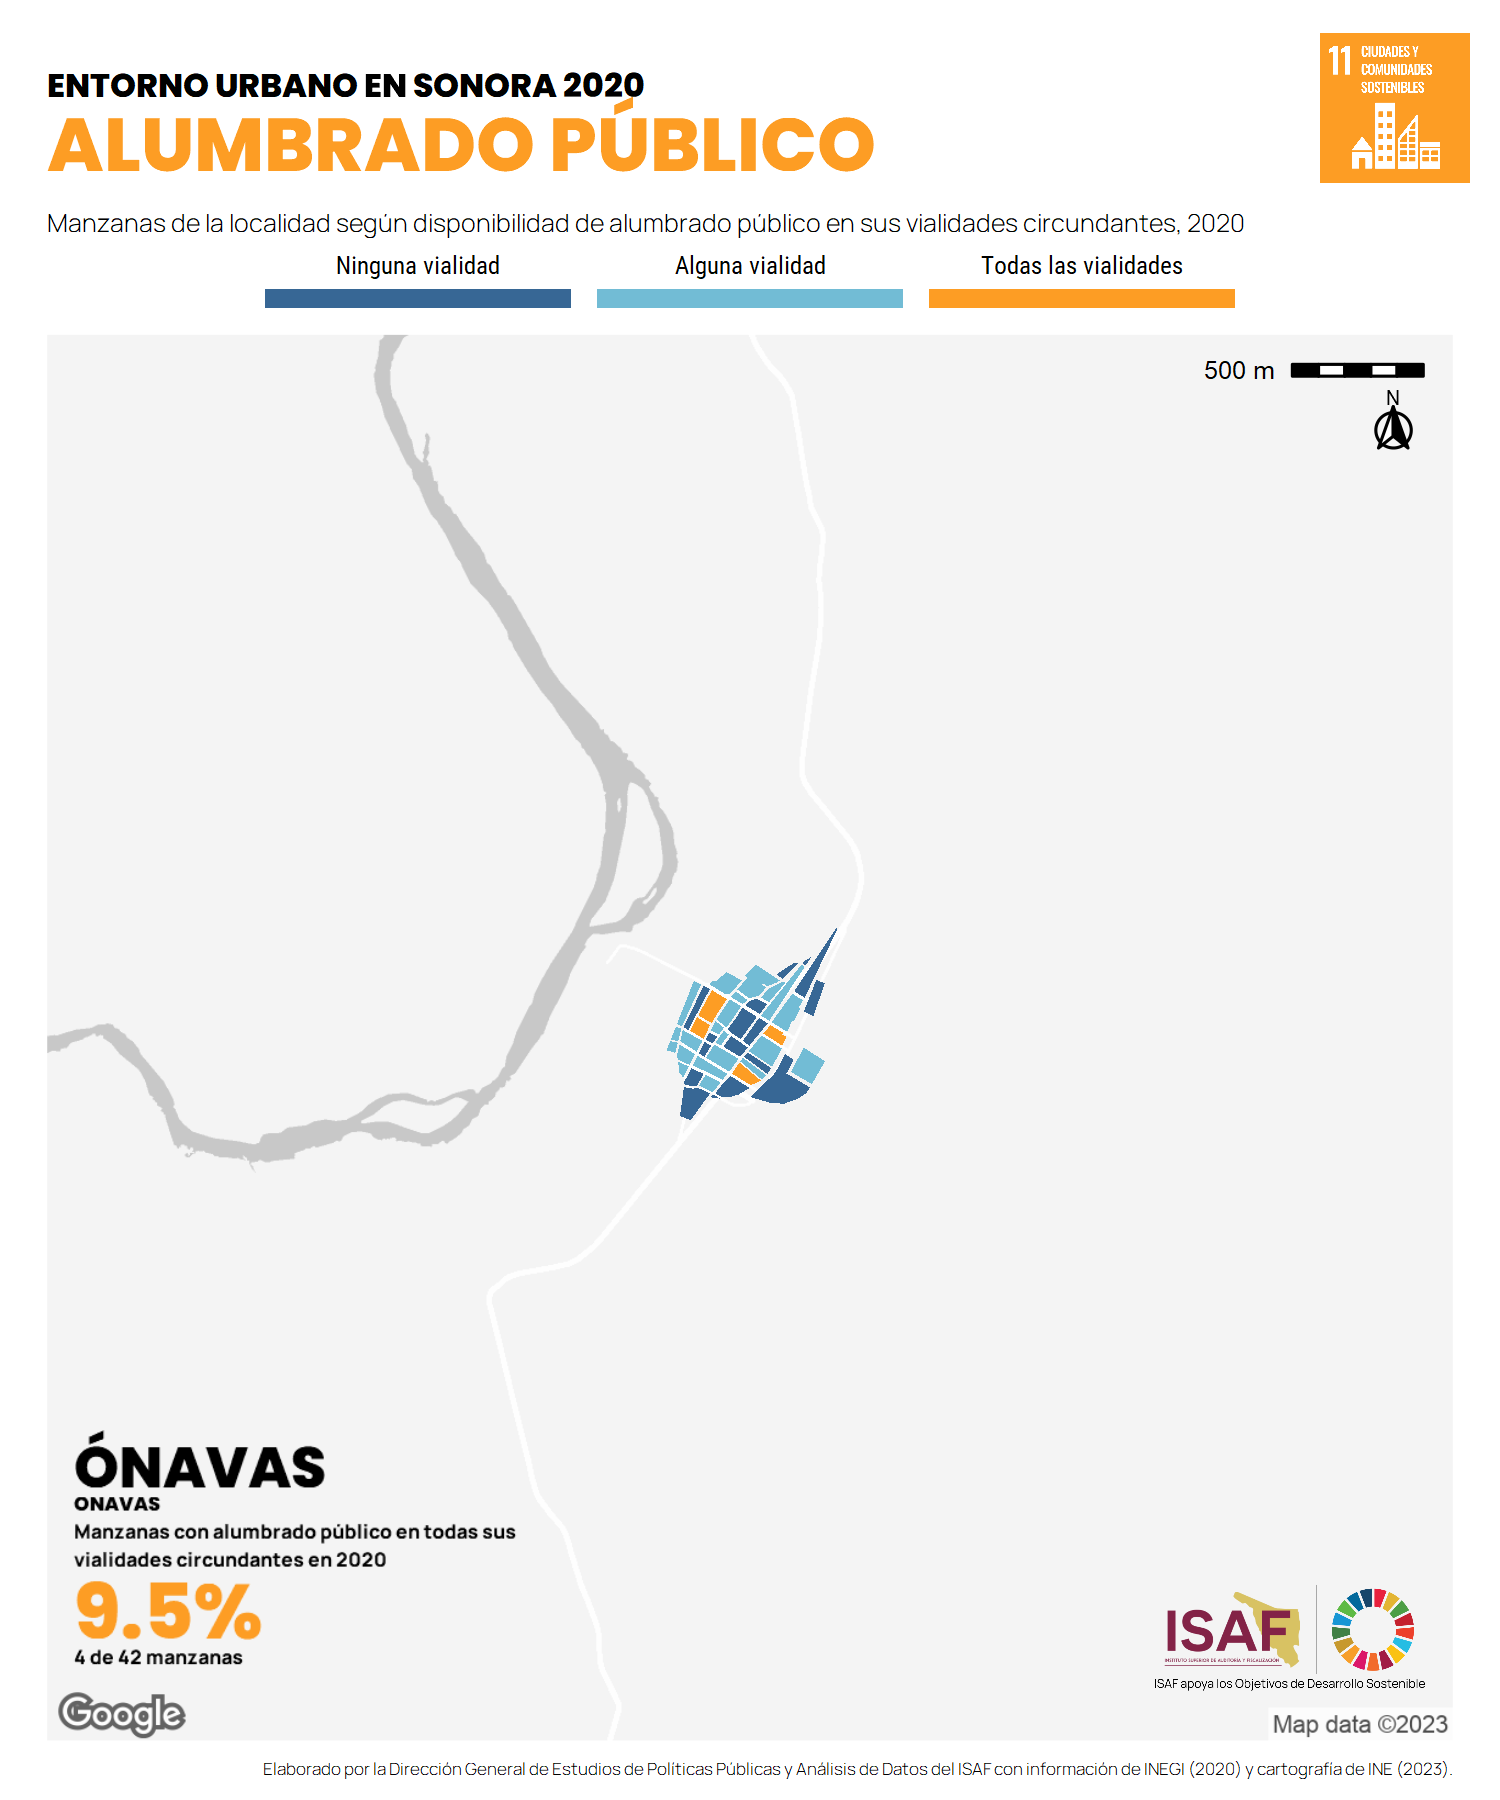 ENTORNO URBANO EN SONORA 2020
ALUMBRADO PÚBLICO
11 CIUDADES Y
COMUNIDADES
SOSTENIBLES
Manzanas de la localidad según disponibilidad de alumbrado público en sus vialidades circundantes, 2020
Ninguna vialidad
Alguna vialidad
Todas las vialidades
500 m
N
ÓNAVAS
ONAVAS
Manzanas con alumbrado público en todas sus
vialidades circundantes en 2020
9.5%
4 de 42 manzanas
ISAF
INSTITUTO SUPERIOR DE AUDITORÍA Y FISCALIZACIÓN
ISAF apoya los Objetivos de Desarrollo Sostenible
Google
Map data ©2023
Elaborado por la Dirección General de Estudios de Políticas Públicas y Análisis de Datos del ISAF con información de INEGI (2020) y cartografía de INE (2023).